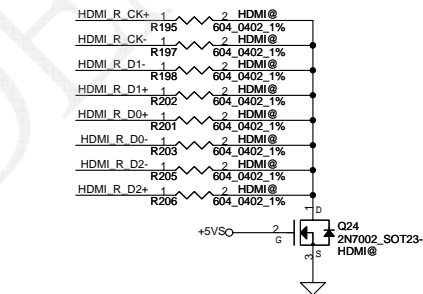 HDMI_R_CK+ 1 2 HDMI@
R195 604_0402_1%
HDMI_R_CK- 1 2 HDMI@
R197 604_0402_1%
HDMI_R_D1- 1 2 HDMI@
R198 604_0402_1%
HDMI_R_D1+ 1 2 HDMI@
R202 604_0402_1%
HDMI_R_D0+ 1 2 HDMI@
R201 604_0402_1%
HDMI_R_D0- 1 2 HDMI@
R203 604_0402_1%
HDMI_R_D2- 1 2 HDMI@
R205 604_0402_1%
HDMI_R_D2+ 1 2 HDMI@
R206 604_0402_1%
1 D
Q24
+5VS 2 G
2N7002_SOT23-
3 S
HDMI@